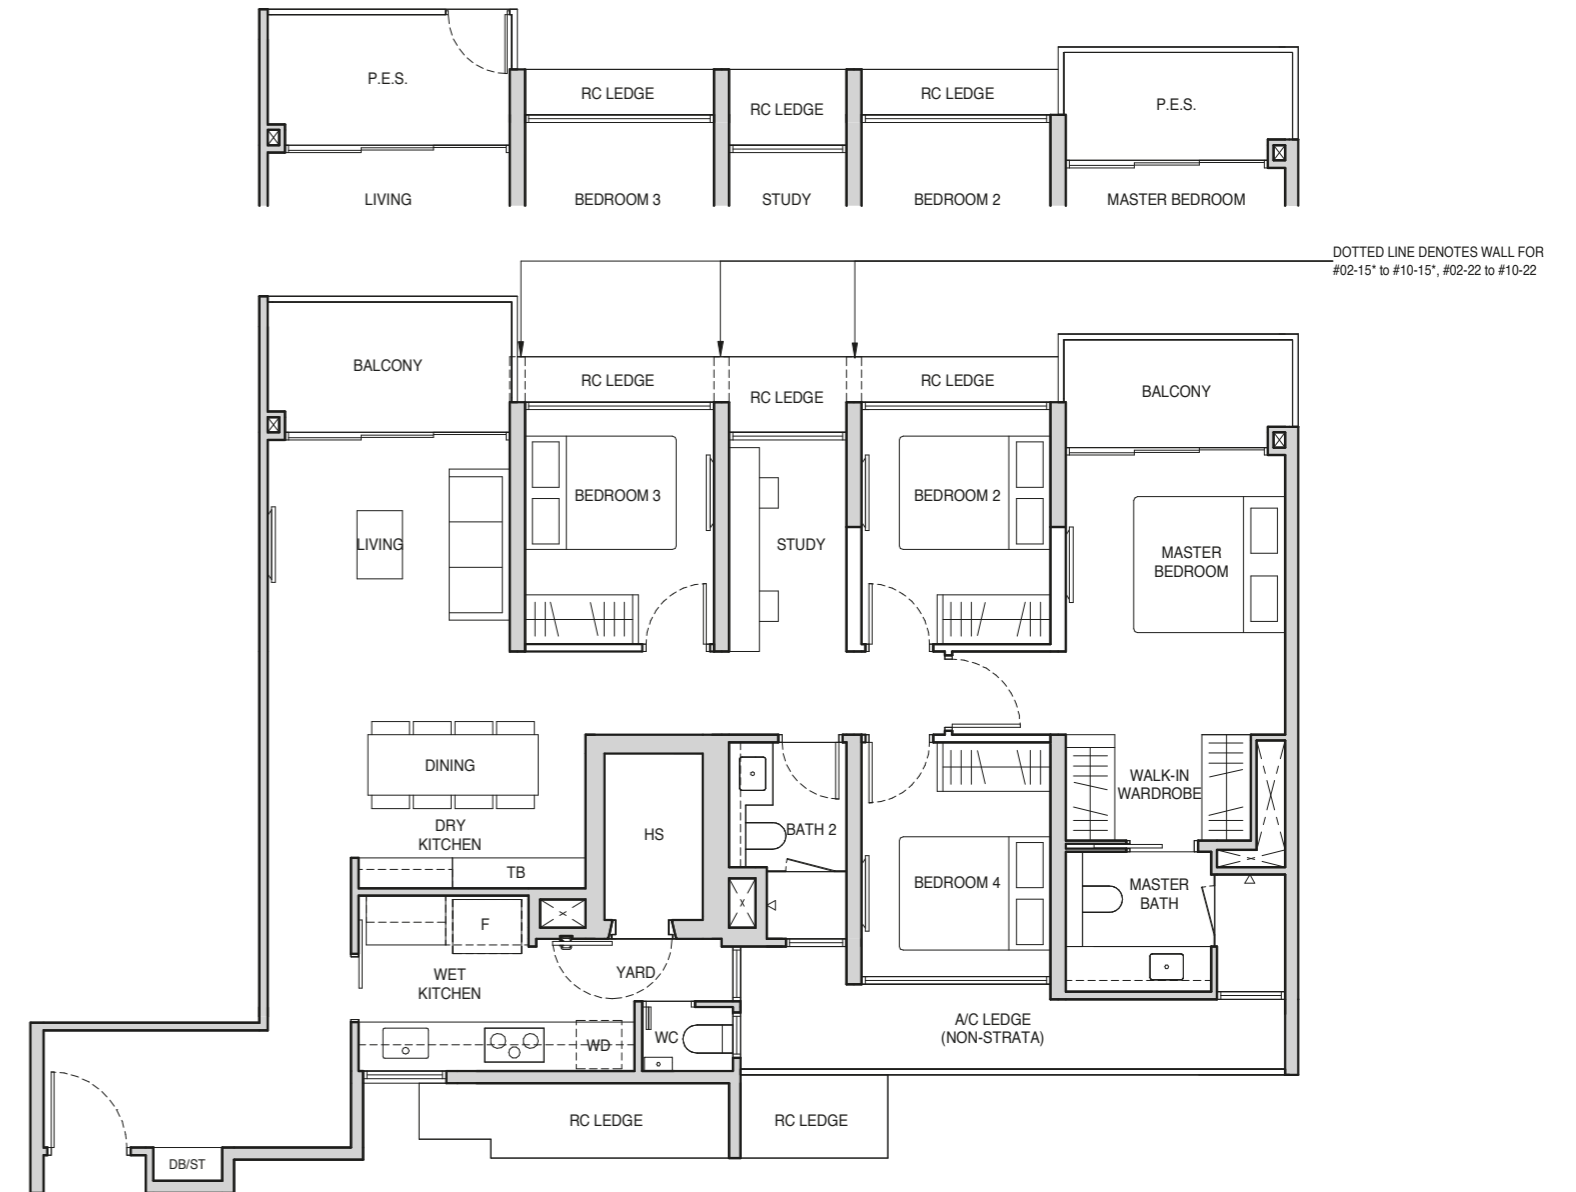 P.E.S.
RC LEDGE
RC LEDGE
RC LEDGE
P.E.S.
LIVING
BEDROOM 3
STUDY
BEDROOM 2
MASTER BEDROOM
DOTTED LINE DENOTES WALL FOR
#02-15* to #10-15*, #02-22 to #10-22
BALCONY
RC LEDGE
RC LEDGE
RC LEDGE
BALCONY
LIVING
BEDROOM 3
STUDY
BEDROOM 2
MASTER
BEDROOM
DINING
DRY
KITCHEN
TB
HS
BATH 2
BEDROOM 4
WALK-IN
WARDROBE
MASTER
BATH
F
WET
KITCHEN
YARD
WD
WC
A/C LEDGE
(NON-STRATA)
RC LEDGE
RC LEDGE
DB/ST